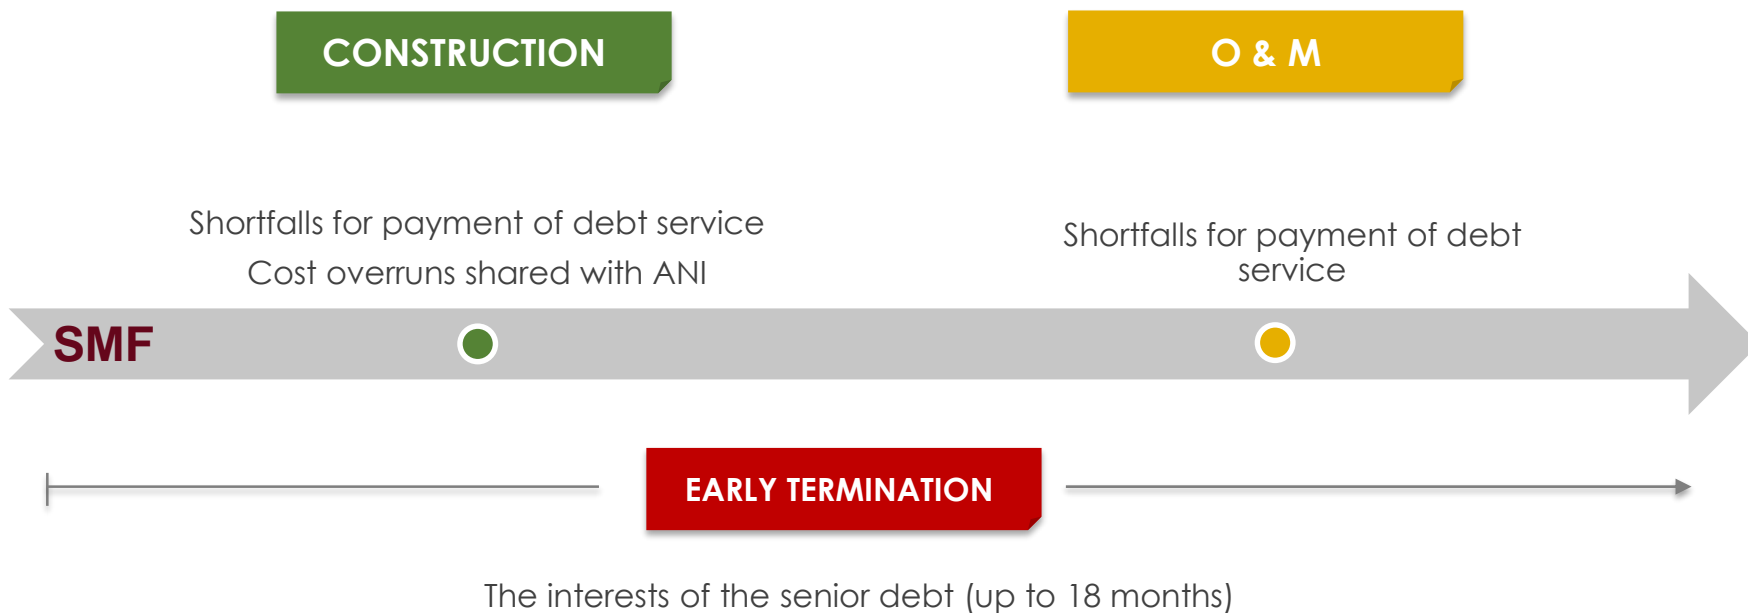 CONSTRUCTION
O & M
Shortfalls for payment of debt service
Cost overruns shared with ANI
Shortfalls for payment of debt
service
SMF
EARLY TERMINATION
The interests of the senior debt (up to 18 months)